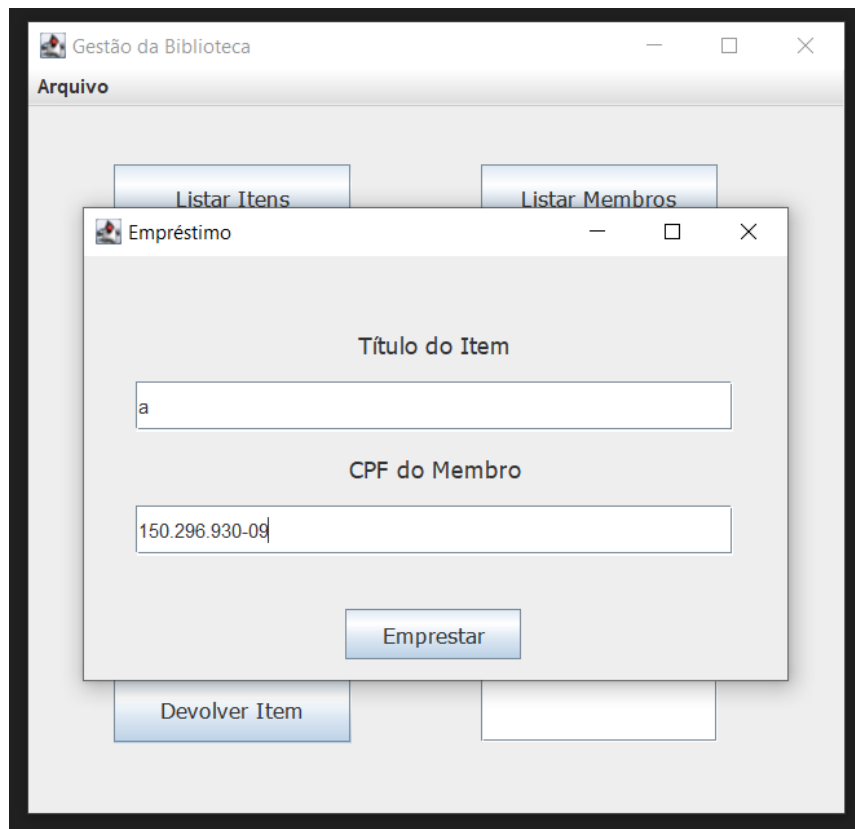 Gestão da Biblioteca
Arquivo
Listar Itens
Listar Membros
Empréstimo
Título do Item
a
CPF do Membro
150.296.930-09
Emprestar
Devolver Item